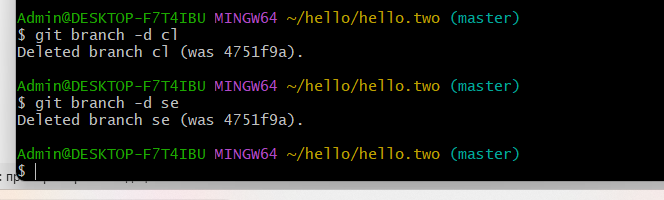 Admin@DESKTOP-F7T4IBU MINGW64 ~/hello/hello.two (master)
$ git branch -d cl
Deleted branch cl (was 4751f9a).
Admin@DESKTOP-F7T4IBU MINGW64 ~/hello/hello.two (master)
$ git branch -d se
Deleted branch se (was 4751f9a).
Admin@DESKTOP-F7T4IBU MINGW64 ~/hello/hello.two (master)
$